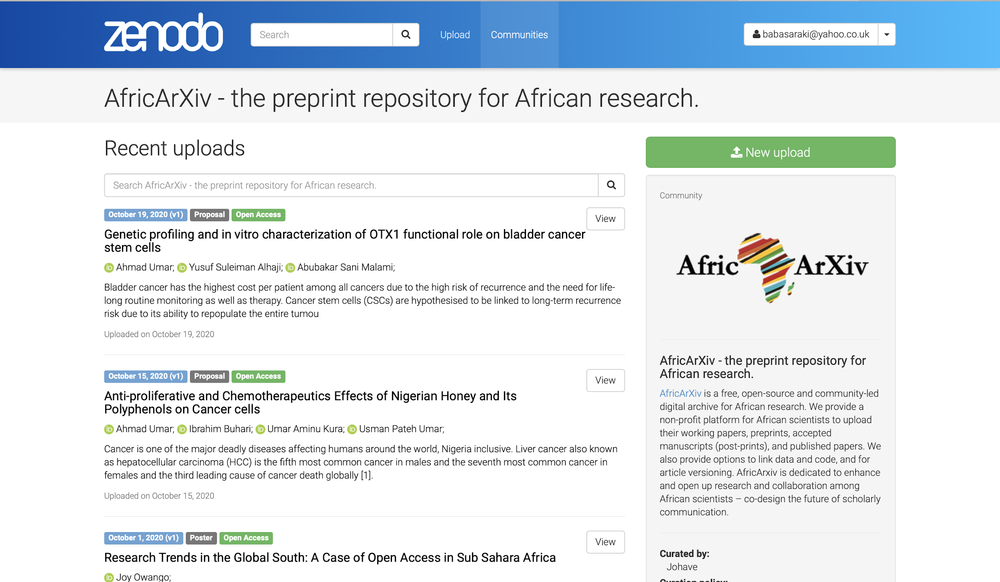 zenodo
Search
Upload
Communities
babasaraki@yahoo.co.uk
AfricArXiv - the preprint repository for African research.
Recent uploads
Search AfricArXiv - the preprint repository for African research.
October 19, 2020 (v1) Proposal Open Access
View
Genetic profiling and in vitro characterization of OTX1 functional role on bladder cancer
stem cells
iD Ahmad Umar; iD Yusuf Suleiman Alhaji; iD Abubakar Sani Malami;
Bladder cancer has the highest cost per patient among all cancers due to the high risk of recurrence and the need for life-
long routine monitoring as well as therapy. Cancer stem cells (CSCs) are hypothesised to be linked to long-term recurrence
risk due to its ability to repopulate the entire tumou
Uploaded on October 19, 2020
October 15, 2020 (v1) Proposal Open Access
View
Anti-proliferative and Chemotherapeutics Effects of Nigerian Honey and Its
Polyphenols on Cancer cells
iD Ahmad Umar; iD Ibrahim Buhari; iD Umar Aminu Kura; iD Usman Pateh Umar;
Cancer is one of the major deadly diseases affecting humans around the world, Nigeria inclusive. Liver cancer also known
as hepatocellular carcinoma (HCC) is the fifth most common cancer in males and the seventh most common cancer in
females and the third leading cause of cancer death globally [1].
Uploaded on October 15, 2020
October 1, 2020 (v1) Poster Open Access
View
Research Trends in the Global South: A Case of Open Access in Sub Sahara Africa
iD Joy Owango;
New upload
Community
Afric ArXiv
AfricArXiv - the preprint repository for
African research.
AfricArXiv is a free, open-source and community-led
digital archive for African research. We provide a
non-profit platform for African scientists to upload
their working papers, preprints, accepted
manuscripts (post-prints), and published papers. We
also provide options to link data and code, and for
article versioning. AfricArxiv is dedicated to enhance
and open up research and collaboration among
African scientists – co-design the future of scholarly
communication.
Curated by:
Johave
Curation policy: